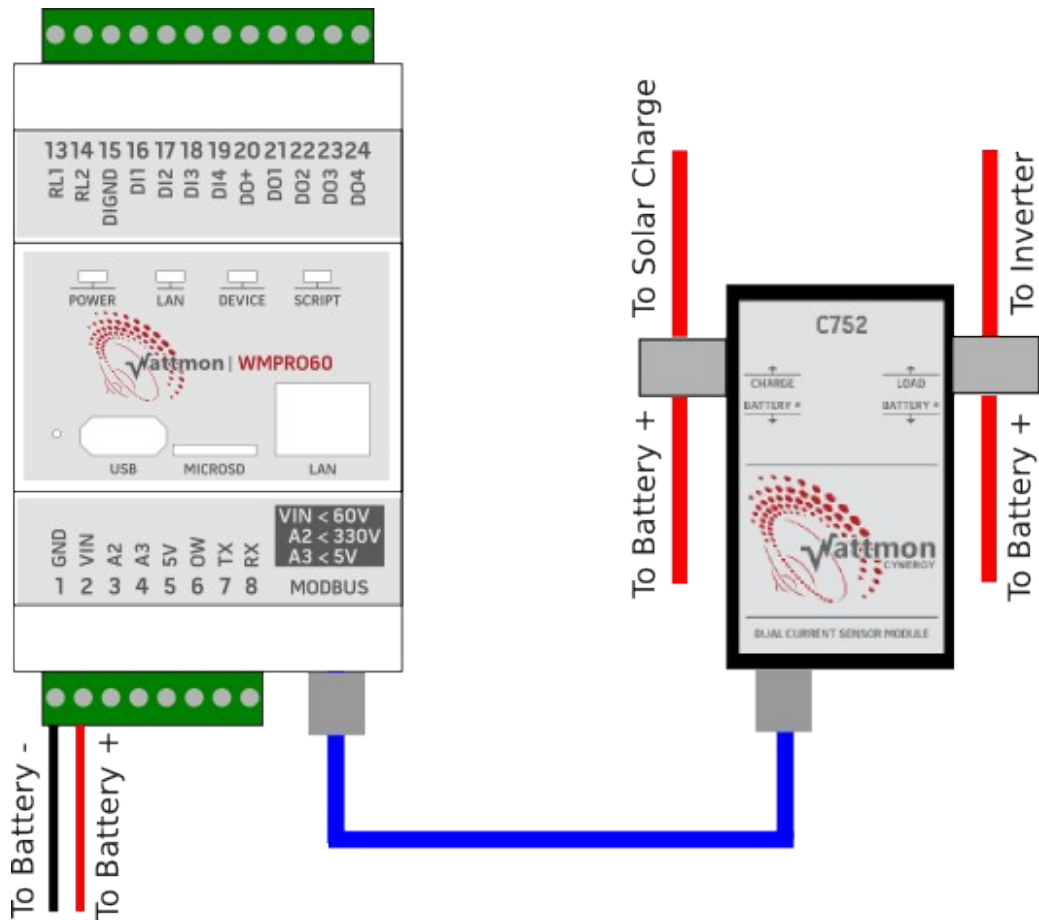 13 14 15 16 17 18 19 20 21 22 23 24
RL1 RL2 DIGND DI1 DI2 DI3 DI4 DO+ DO1 DO2 DO3 DO4
POWER LAN DEVICE SCRIPT
Wattmon | WMPRO60
USB MICROSD LAN
GND VIN A2 A3 5V OW TX RX
1 2 3 4 5 6 7 8
VIN < 60V
A2 < 330V
A3 < 5V
MODBUS
To Battery -
To Battery +
To Solar Charge
To Battery +
C752
CHARGE LOAD
BATTERY + BATTERY +
Wattmon
CYNERGY
DUAL CURRENT SENSOR MODULE
To Inverter
To Battery +